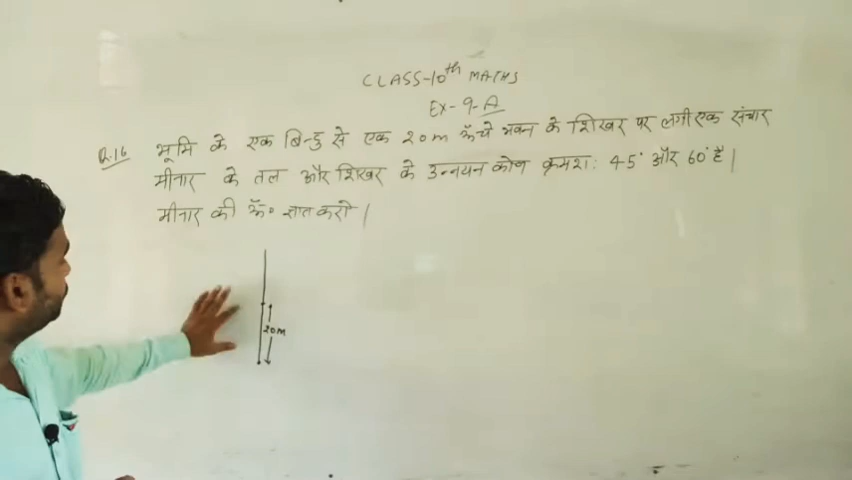 CLASS-10th MATHS
EX-9-A
Q.16 भूमि के एक बिन्दु से एक 20m ऊँचे भवन के शिखर पर लगी एक संचार
मीनार के तल और शिखर के उन्नयन कोण क्रमश: 45° और 60° है|
मीनार की ऊँ० ज्ञात करो|
20m